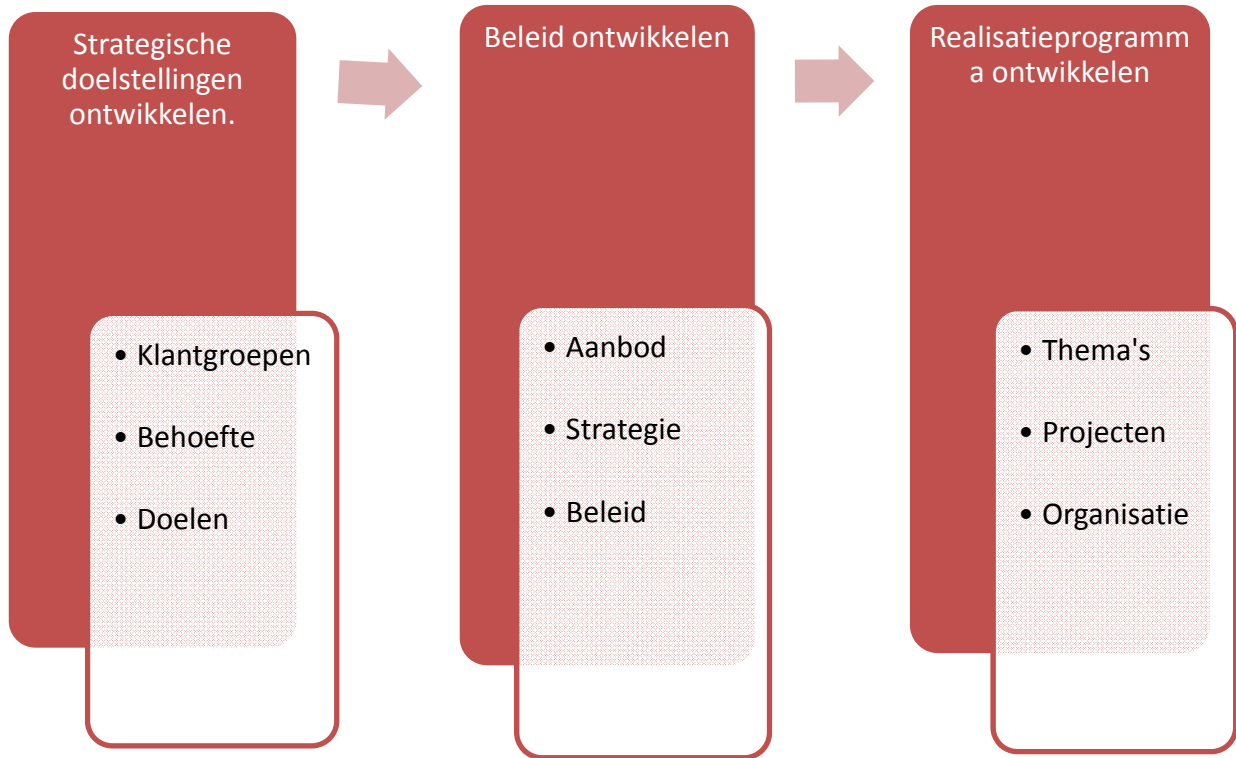 Strategische
doelstellingen
ontwikkelen.
• Klantgroepen
• Behoefte
• Doelen
Beleid ontwikkelen
• Aanbod
• Strategie
• Beleid
Realisatieprogramm
a ontwikkelen
• Thema's
• Projecten
• Organisatie